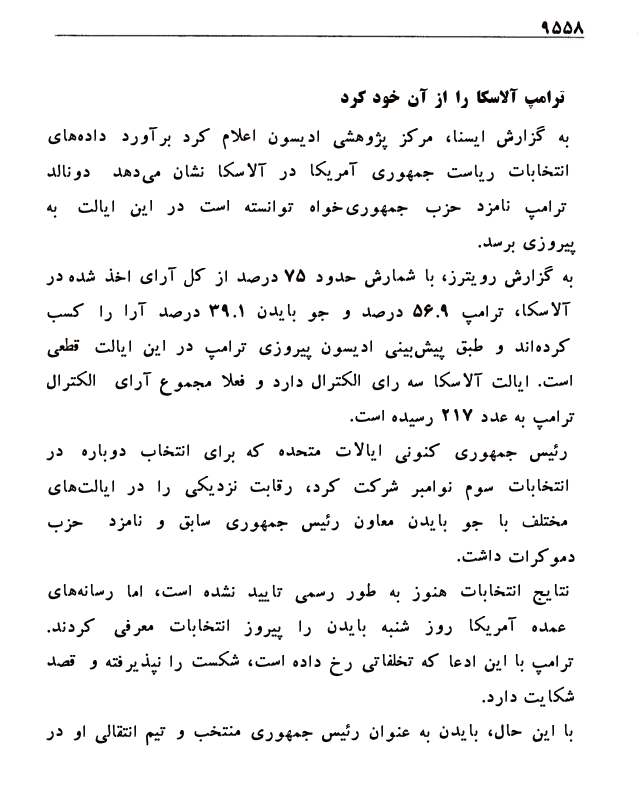 ۹۵۵۸
ترامپ آلاسکا را از آن خود کرد
به گزارش ایسنا، مرکز پژوهشی ادیسون اعلام کرد برآورد داده‌های
انتخابات ریاست جمهوری آمریکا در آلاسکا نشان می‌دهد دونالد
ترامپ نامزد حزب جمهوری‌خواه توانسته است در این ایالت به
پیروزی برسد.
به گزارش رویترز، با شمارش حدود ۷۵ درصد از کل آرای اخذ شده در
آلاسکا، ترامپ ۵۶.۹ درصد و جو بایدن ۳۹.۱ درصد آرا را کسب
کرده‌اند و طبق پیش‌بینی ادیسون پیروزی ترامپ در این ایالت قطعی
است. ایالت آلاسکا سه رای الکترال دارد و فعلا مجموع آرای الکترال
ترامپ به عدد ۲۱۷ رسیده است.
رئیس جمهوری کنونی ایالات متحده که برای انتخاب دوباره در
انتخابات سوم نوامبر شرکت کرد، رقابت نزدیکی را در ایالت‌های
مختلف با جو بایدن معاون رئیس جمهوری سابق و نامزد حزب
دموکرات داشت.
نتایج انتخابات هنوز به طور رسمی تایید نشده است، اما رسانه‌های
عمده آمریکا روز شنبه بایدن را پیروز انتخابات معرفی کردند.
ترامپ با این ادعا که تخلفاتی رخ داده است، شکست را نپذیرفته و قصد
شکایت دارد.
با این حال، بایدن به عنوان رئیس جمهوری منتخب و تیم انتقالی او در